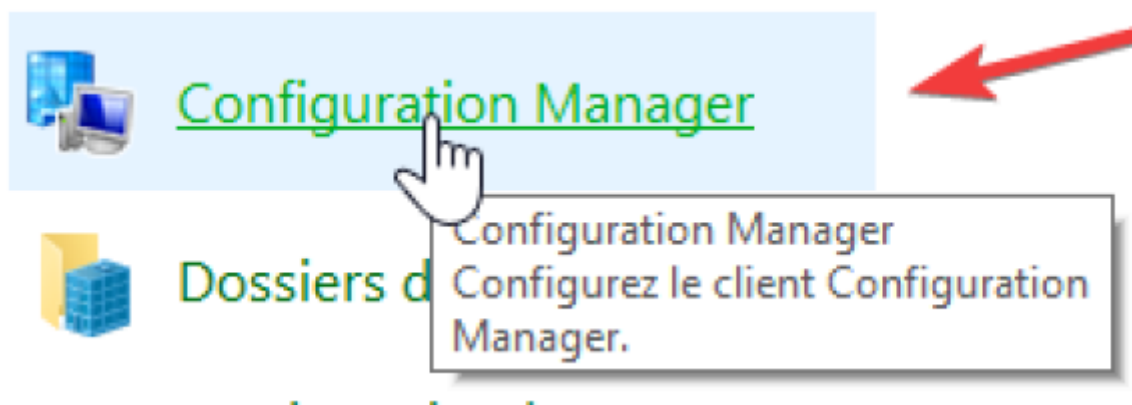 Configuration Manager
Configuration Manager
Configurez le client Configuration
Manager.
Dossiers d